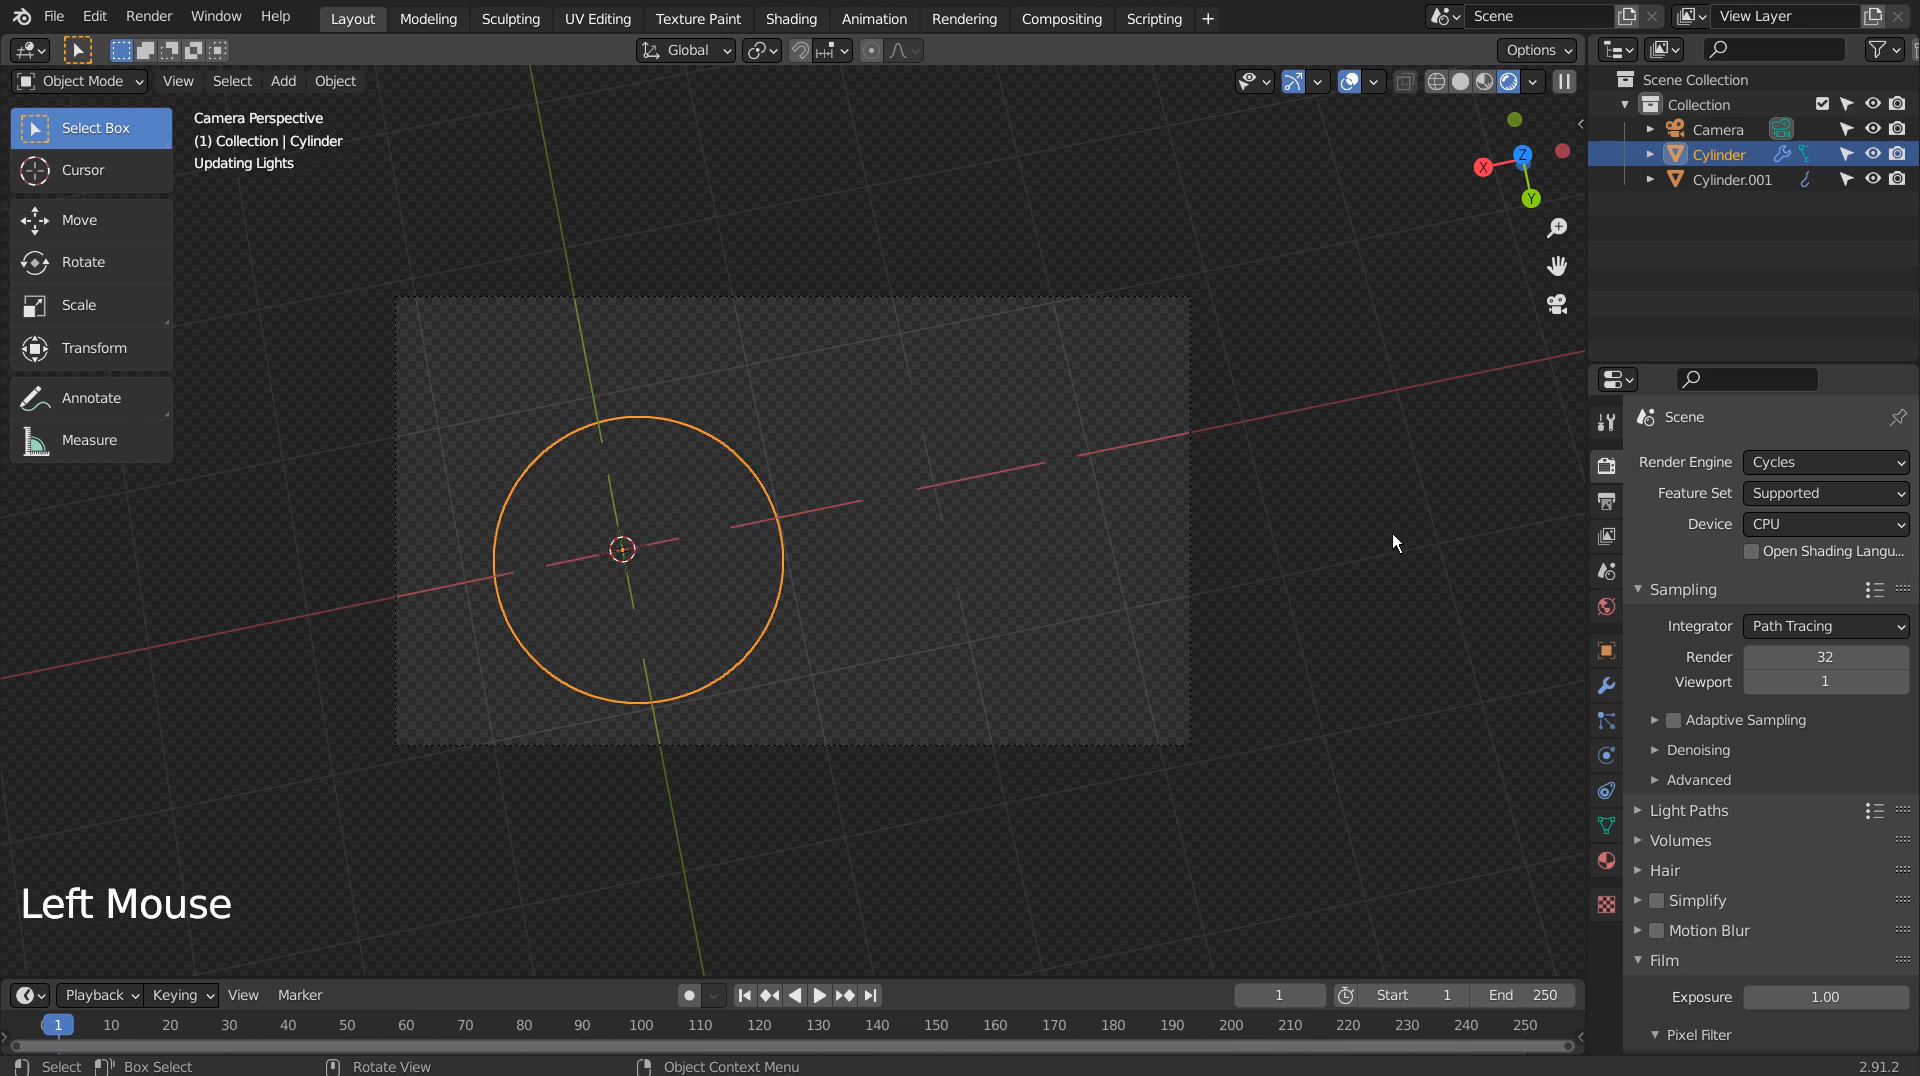 File Edit Render Window Help
Layout Modeling Sculpting UV Editing Texture Paint Shading Animation Rendering Compositing Scripting +
Scene
View Layer
Global
Options
Object Mode View Select Add Object
Select Box
Cursor
Move
Rotate
Scale
Transform
Annotate
Measure
Camera Perspective
(1) Collection | Cylinder
Updating Lights
Z
X
Y
Scene Collection
Collection
Camera
Cylinder
Cylinder.001
Scene
Render Engine Cycles
Feature Set Supported
Device CPU
Open Shading Langu...
Sampling
Integrator Path Tracing
Render 32
Viewport 1
Adaptive Sampling
Denoising
Advanced
Light Paths
Volumes
Hair
Simplify
Motion Blur
Film
Exposure 1.00
Pixel Filter
Left Mouse
Playback Keying View Marker
1
Start 1
End 250
1 10 20 30 40 50 60 70 80 90 100 110 120 130 140 150 160 170 180 190 200 210 220 230 240 250
Select Box Select Rotate View Object Context Menu 2.91.2